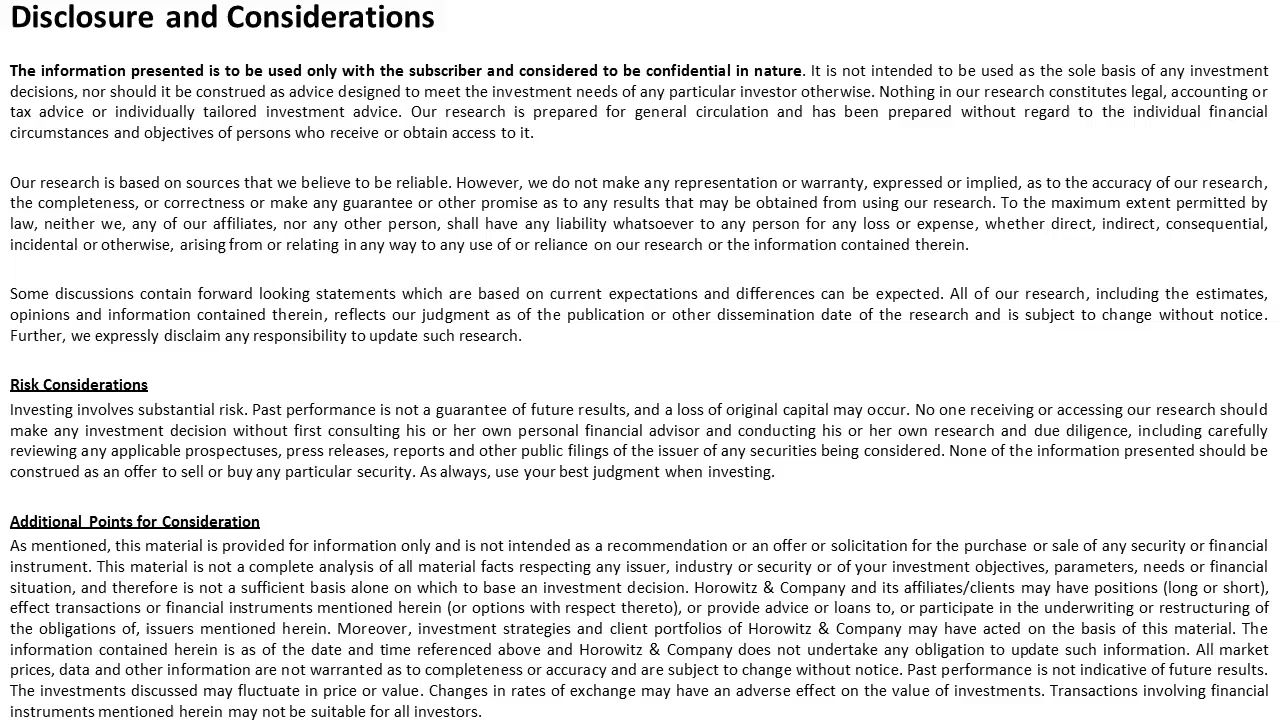 Disclosure and Considerations
The information presented is to be used only with the subscriber and considered to be confidential in nature. It is not intended to be used as the sole basis of any investment
decisions, nor should it be construed as advice designed to meet the investment needs of any particular investor otherwise. Nothing in our research constitutes legal, accounting or
tax advice or individually tailored investment advice. Our research is prepared for general circulation and has been prepared without regard to the individual financial
circumstances and objectives of persons who receive or obtain access to it.
Our research is based on sources that we believe to be reliable. However, we do not make any representation or warranty, expressed or implied, as to the accuracy of our research,
the completeness, or correctness or make any guarantee or other promise as to any results that may be obtained from using our research. To the maximum extent permitted by
law, neither we, any of our affiliates, nor any other person, shall have any liability whatsoever to any person for any loss or expense, whether direct, indirect, consequential,
incidental or otherwise, arising from or relating in any way to any use of or reliance on our research or the information contained therein.
Some discussions contain forward looking statements which are based on current expectations and differences can be expected. All of our research, including the estimates,
opinions and information contained therein, reflects our judgment as of the publication or other dissemination date of the research and is subject to change without notice.
Further, we expressly disclaim any responsibility to update such research.
Risk Considerations
Investing involves substantial risk. Past performance is not a guarantee of future results, and a loss of original capital may occur. No one receiving or accessing our research should
make any investment decision without first consulting his or her own personal financial advisor and conducting his or her own research and due diligence, including carefully
reviewing any applicable prospectuses, press releases, reports and other public filings of the issuer of any securities being considered. None of the information presented should be
construed as an offer to sell or buy any particular security. As always, use your best judgment when investing.
Additional Points for Consideration
As mentioned, this material is provided for information only and is not intended as a recommendation or an offer or solicitation for the purchase or sale of any security or financial
instrument. This material is not a complete analysis of all material facts respecting any issuer, industry or security or of your investment objectives, parameters, needs or financial
situation, and therefore is not a sufficient basis alone on which to base an investment decision. Horowitz & Company and its affiliates/clients may have positions (long or short),
effect transactions or financial instruments mentioned herein (or options with respect thereto), or provide advice or loans to, or participate in the underwriting or restructuring of
the obligations of, issuers mentioned herein. Moreover, investment strategies and client portfolios of Horowitz & Company may have acted on the basis of this material. The
information contained herein is as of the date and time referenced above and Horowitz & Company does not undertake any obligation to update such information. All market
prices, data and other information are not warranted as to completeness or accuracy and are subject to change without notice. Past performance is not indicative of future results.
The investments discussed may fluctuate in price or value. Changes in rates of exchange may have an adverse effect on the value of investments. Transactions involving financial
instruments mentioned herein may not be suitable for all investors.